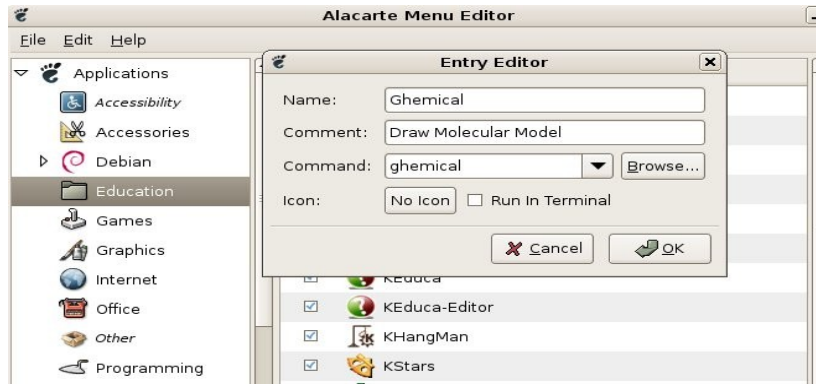 Alacarte Menu Editor
File Edit Help
Applications
Accessibility
Accessories
Debian
Education
Games
Graphics
Internet
Office
Other
Programming
Entry Editor
Name: Ghemical
Comment: Draw Molecular Model
Command: ghemical Browse...
Icon: No Icon Run In Terminal
Cancel OK
KEduca
KEduca-Editor
KHangMan
KStars